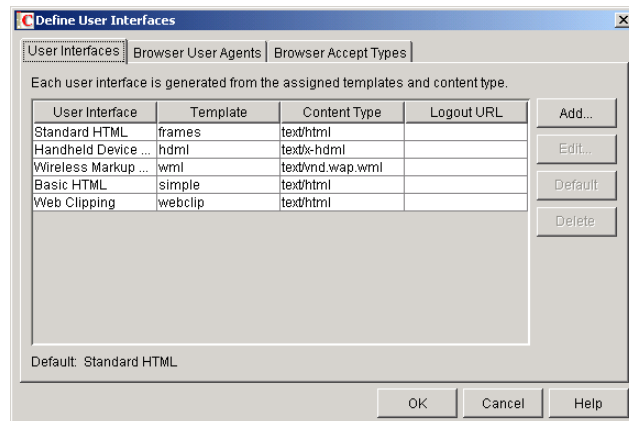 Define User Interfaces
User Interfaces Browser User Agents Browser Accept Types
Each user interface is generated from the assigned templates and content type.
User Interface Template Content Type Logout URL Add...
Standard HTML frames text/html
Handheld Device ... hdml text/x-hdml Edit...
Wireless Markup ... wml text/vnd.wap.wml
Basic HTML simple text/html Default
Web Clipping webclip text/html
Delete
Default: Standard HTML
OK Cancel Help